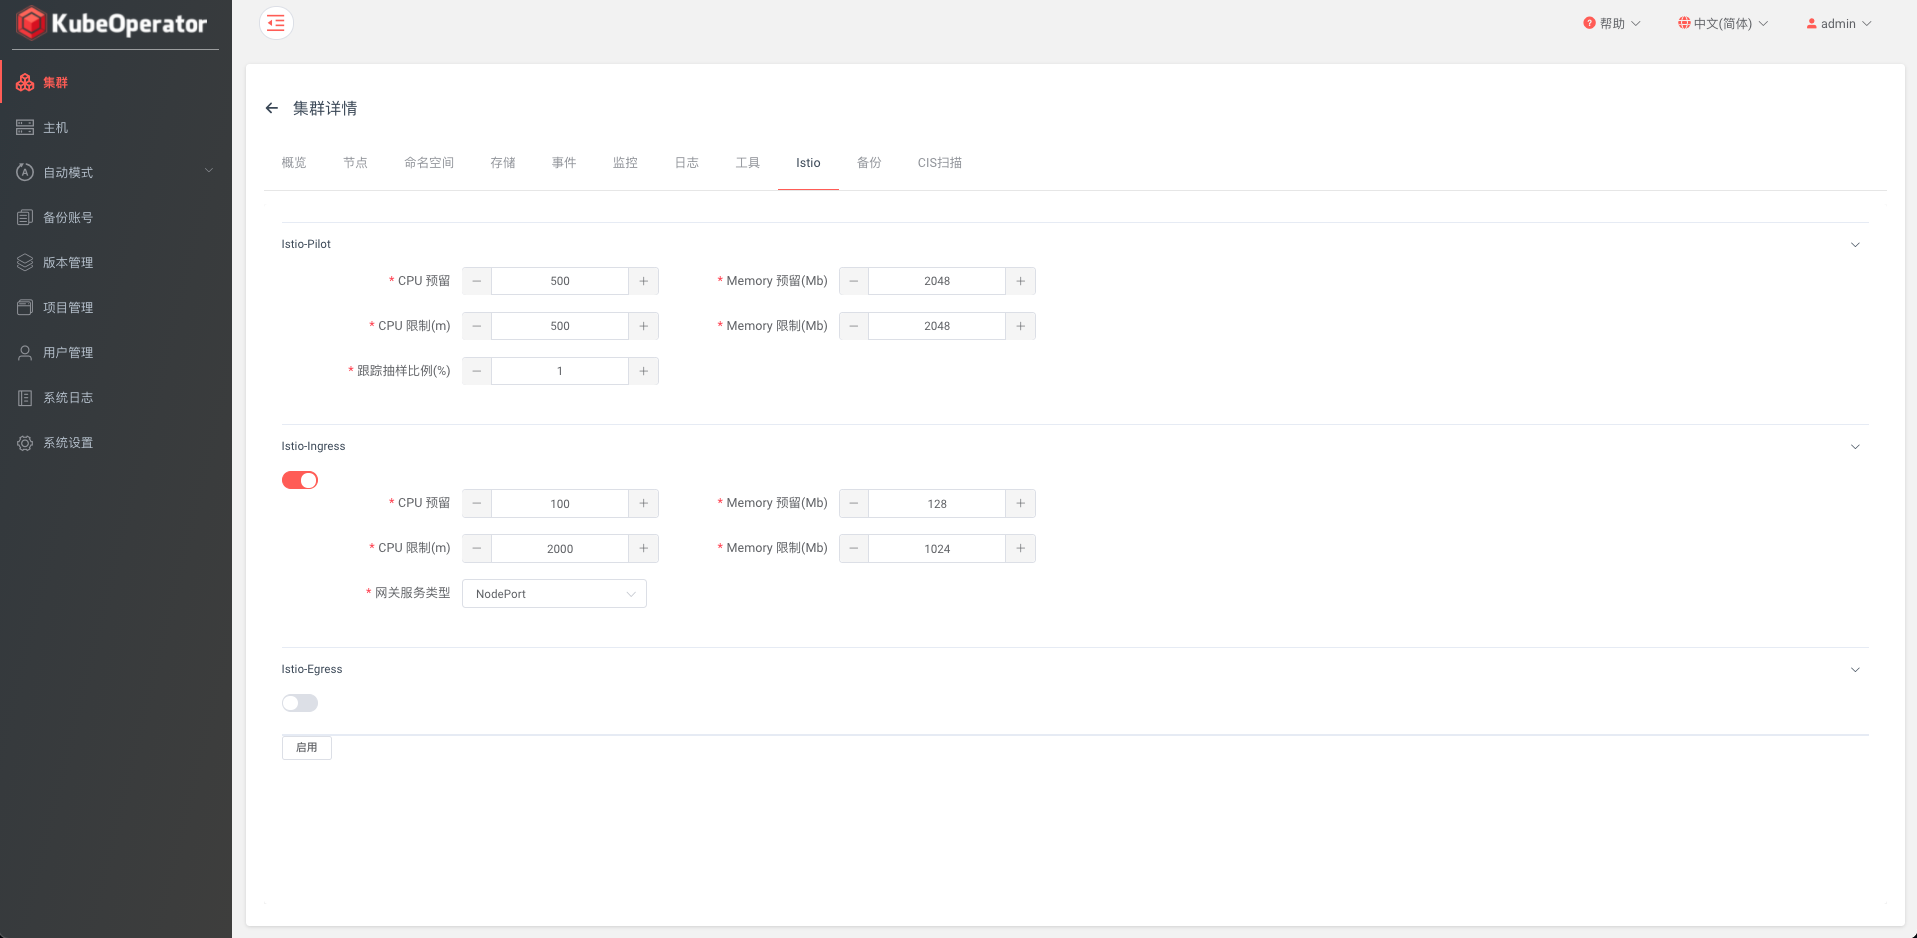 KubeOperator
帮助
中文(简体)
admin
集群
主机
自动模式
备份账号
版本管理
项目管理
用户管理
系统日志
系统设置
集群详情
概览 节点 命名空间 存储 事件 监控 日志 工具 Istio 备份 CIS扫描
Istio-Pilot
* CPU 预留 500 * Memory 预留(Mb) 2048
* CPU 限制(m) 500 * Memory 限制(Mb) 2048
* 跟踪抽样比例(%) 1
Istio-Ingress
* CPU 预留 100 * Memory 预留(Mb) 128
* CPU 限制(m) 2000 * Memory 限制(Mb) 1024
* 网关服务类型 NodePort
Istio-Egress
启用